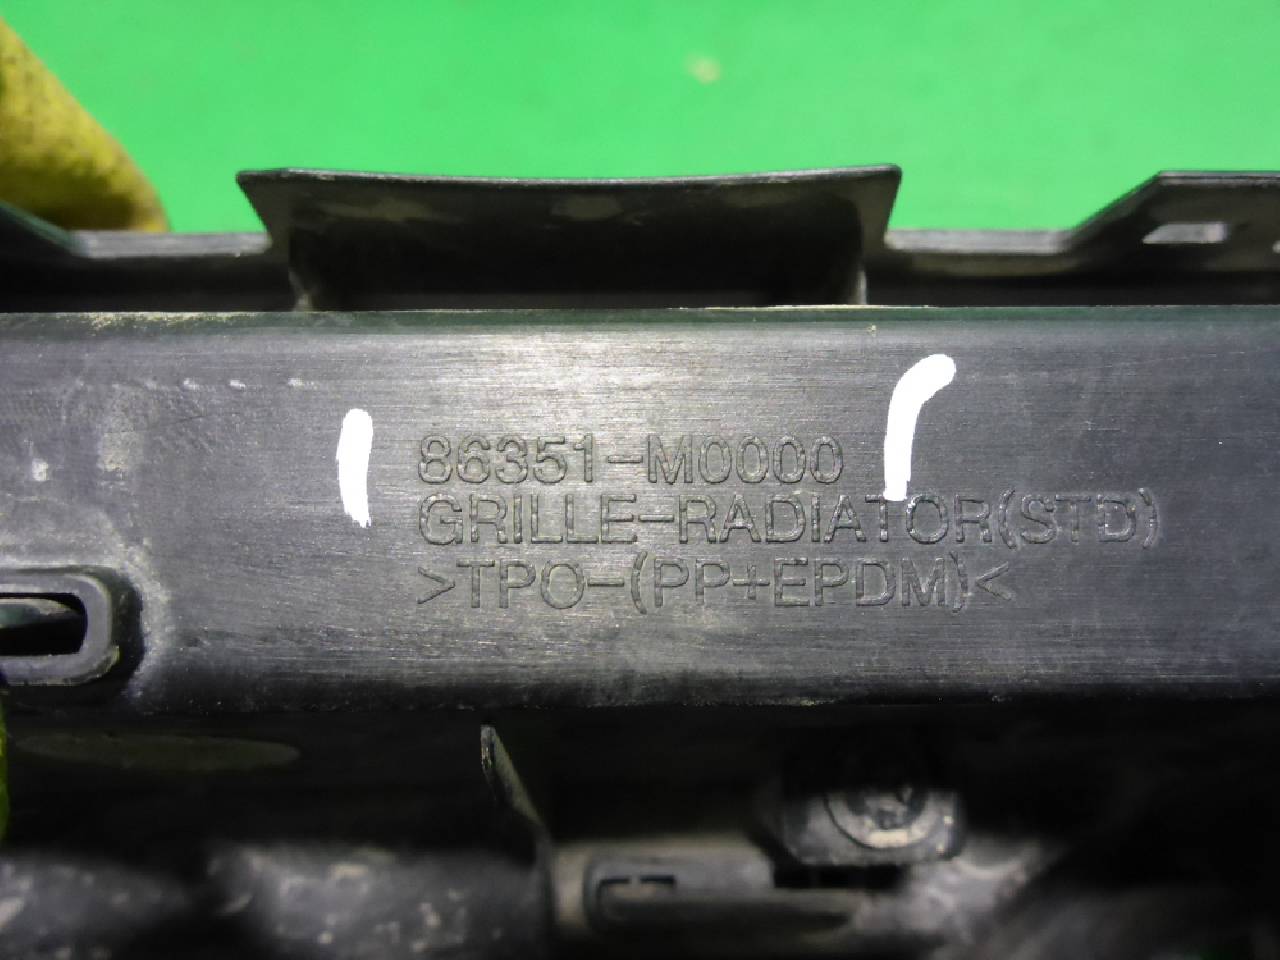 86351-M0000
GRILLE-RADIATOR(STD)
>TPO-(PP+EPDM)<